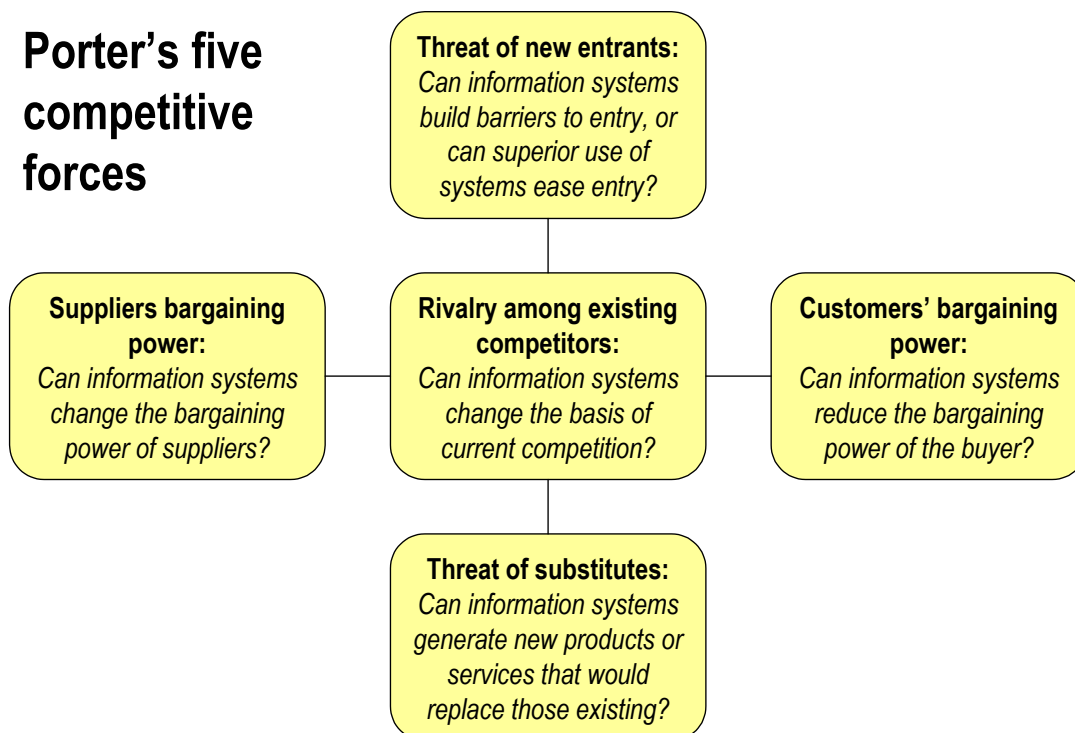 Porter’s five
competitive
forces
Threat of new entrants:
Can information systems
build barriers to entry, or
can superior use of
systems ease entry?
Suppliers bargaining
power:
Can information systems
change the bargaining
power of suppliers?
Rivalry among existing
competitors:
Can information systems
change the basis of
current competition?
Customers’ bargaining
power:
Can information systems
reduce the bargaining
power of the buyer?
Threat of substitutes:
Can information systems
generate new products or
services that would
replace those existing?